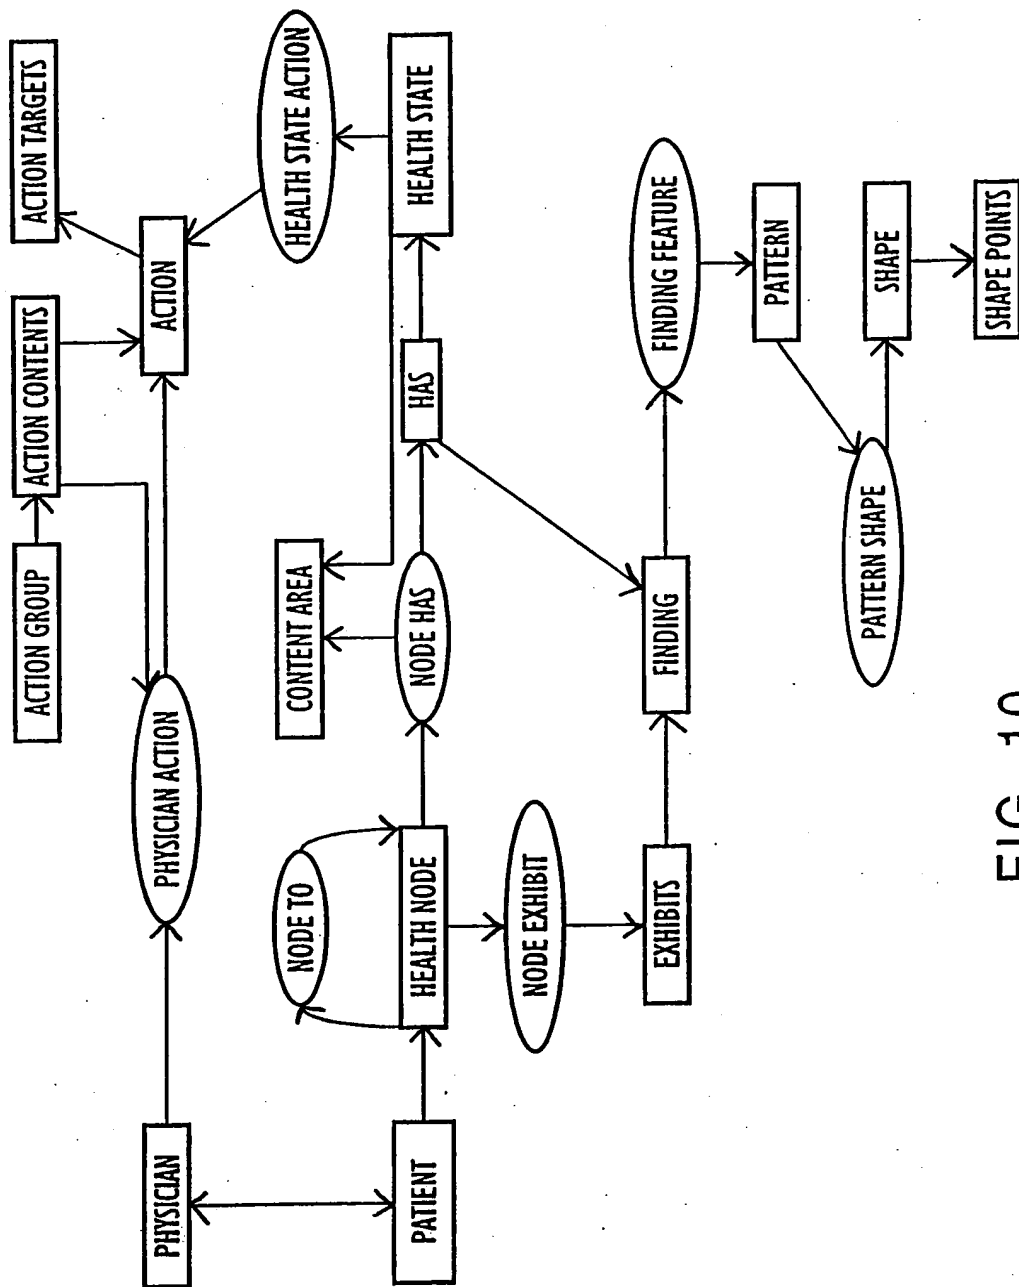 ACTION GROUP
ACTION CONTENTS
ACTION TARGETS
PHYSICIAN
PHYSICIAN ACTION
ACTION
NODE TO
CONTENT AREA
HEALTH STATE ACTION
PATIENT
HEALTH NODE
NODE HAS
HAS
HEALTH STATE
NODE EXHIBIT
EXHIBITS
FINDING
FINDING FEATURE
PATTERN
PATTERN SHAPE
SHAPE
SHAPE POINTS
FIG